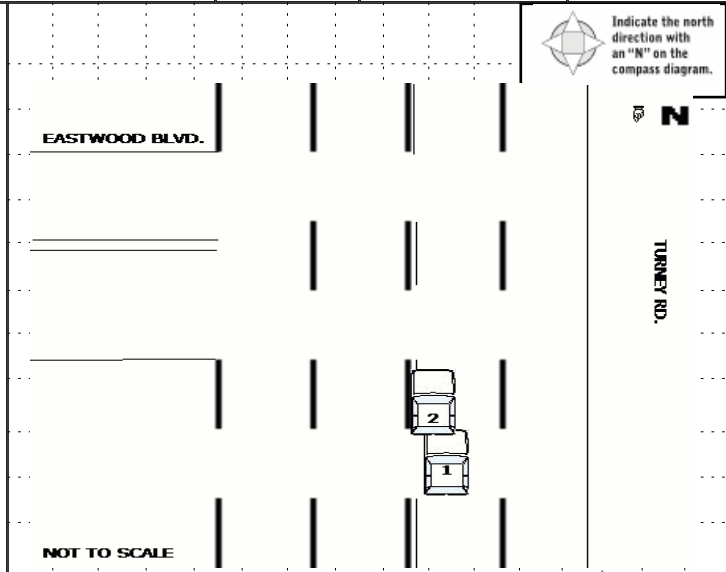 Indicate the north
direction with
an “N” on the
compass diagram.
N
EASTWOOD BLVD.
TURNEY RD.
2
1
NOT TO SCALE